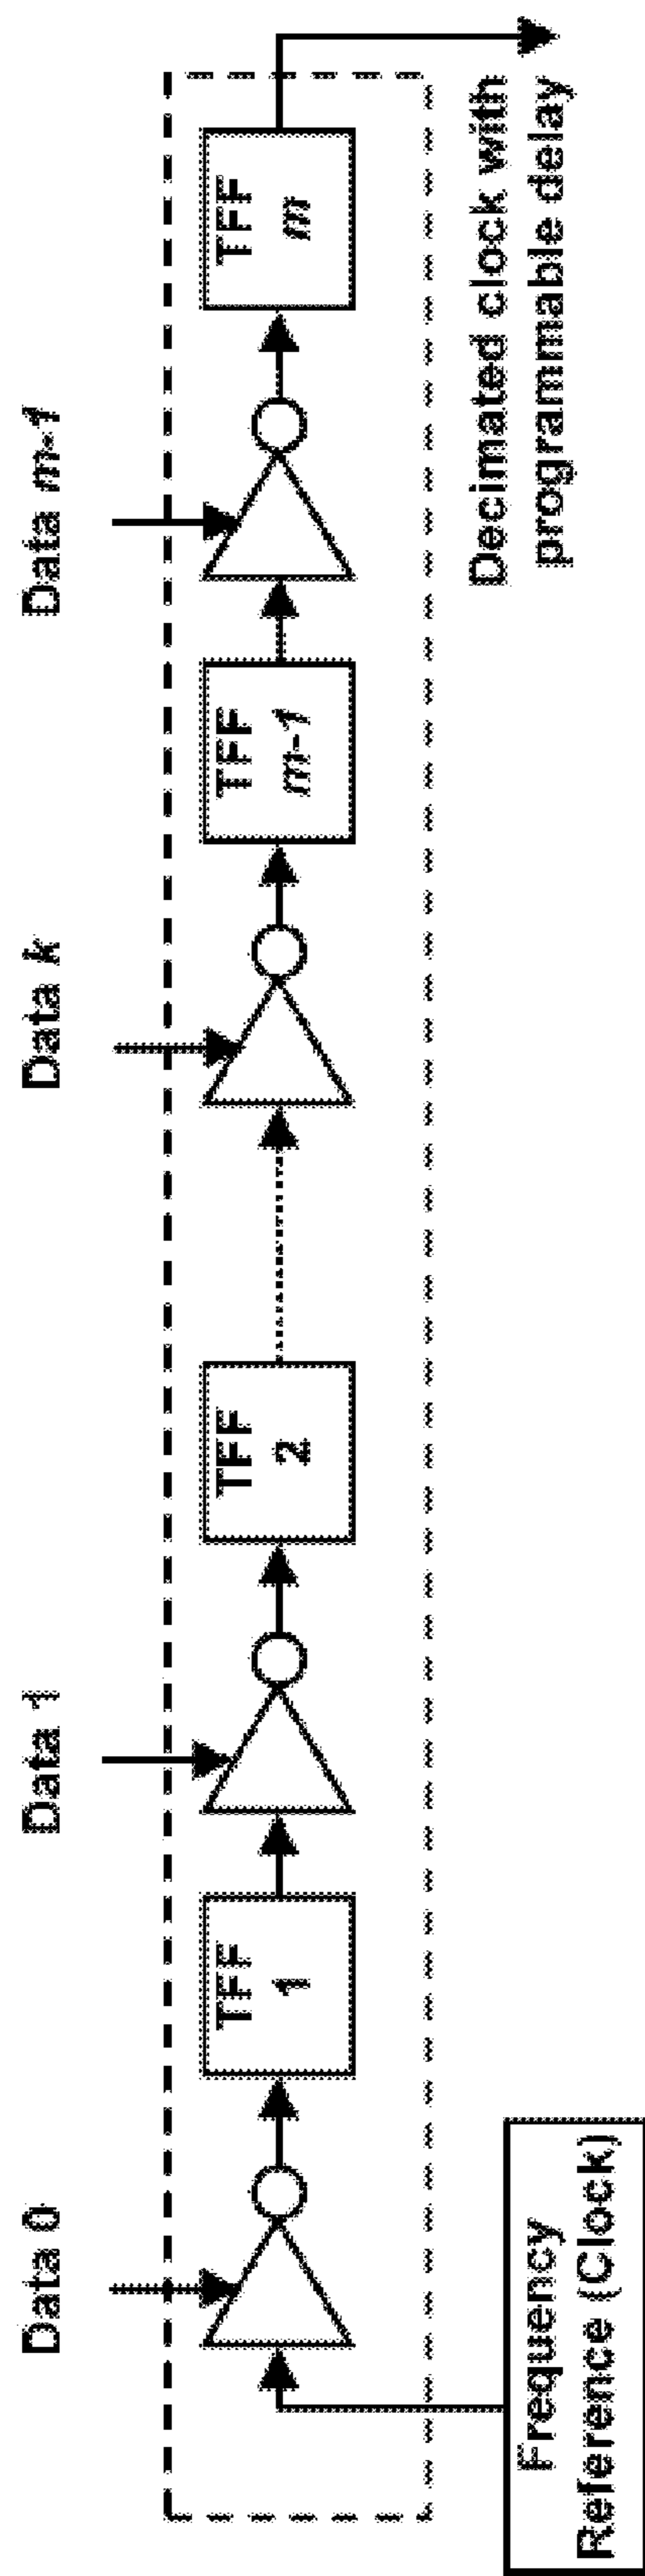 Data 0
Data 1
Data k
Data m-1
TFF
1
TFF
2
TFF
m-1
TFF
m
Frequency
Reference (Clock)
Decimated clock with
programmable delay